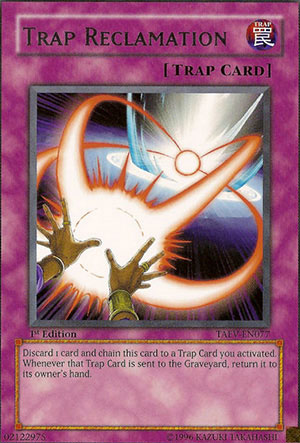 TRAP RECLAMATION
TRAP
罠
[TRAP CARD]
1st Edition
TAEV-EN077
Discard 1 card and chain this card to a Trap Card you activated.
Whenever that Trap Card is sent to the Graveyard, return it to
its owner's hand.
02122975
©1996 KAZUKI TAKAHASHI